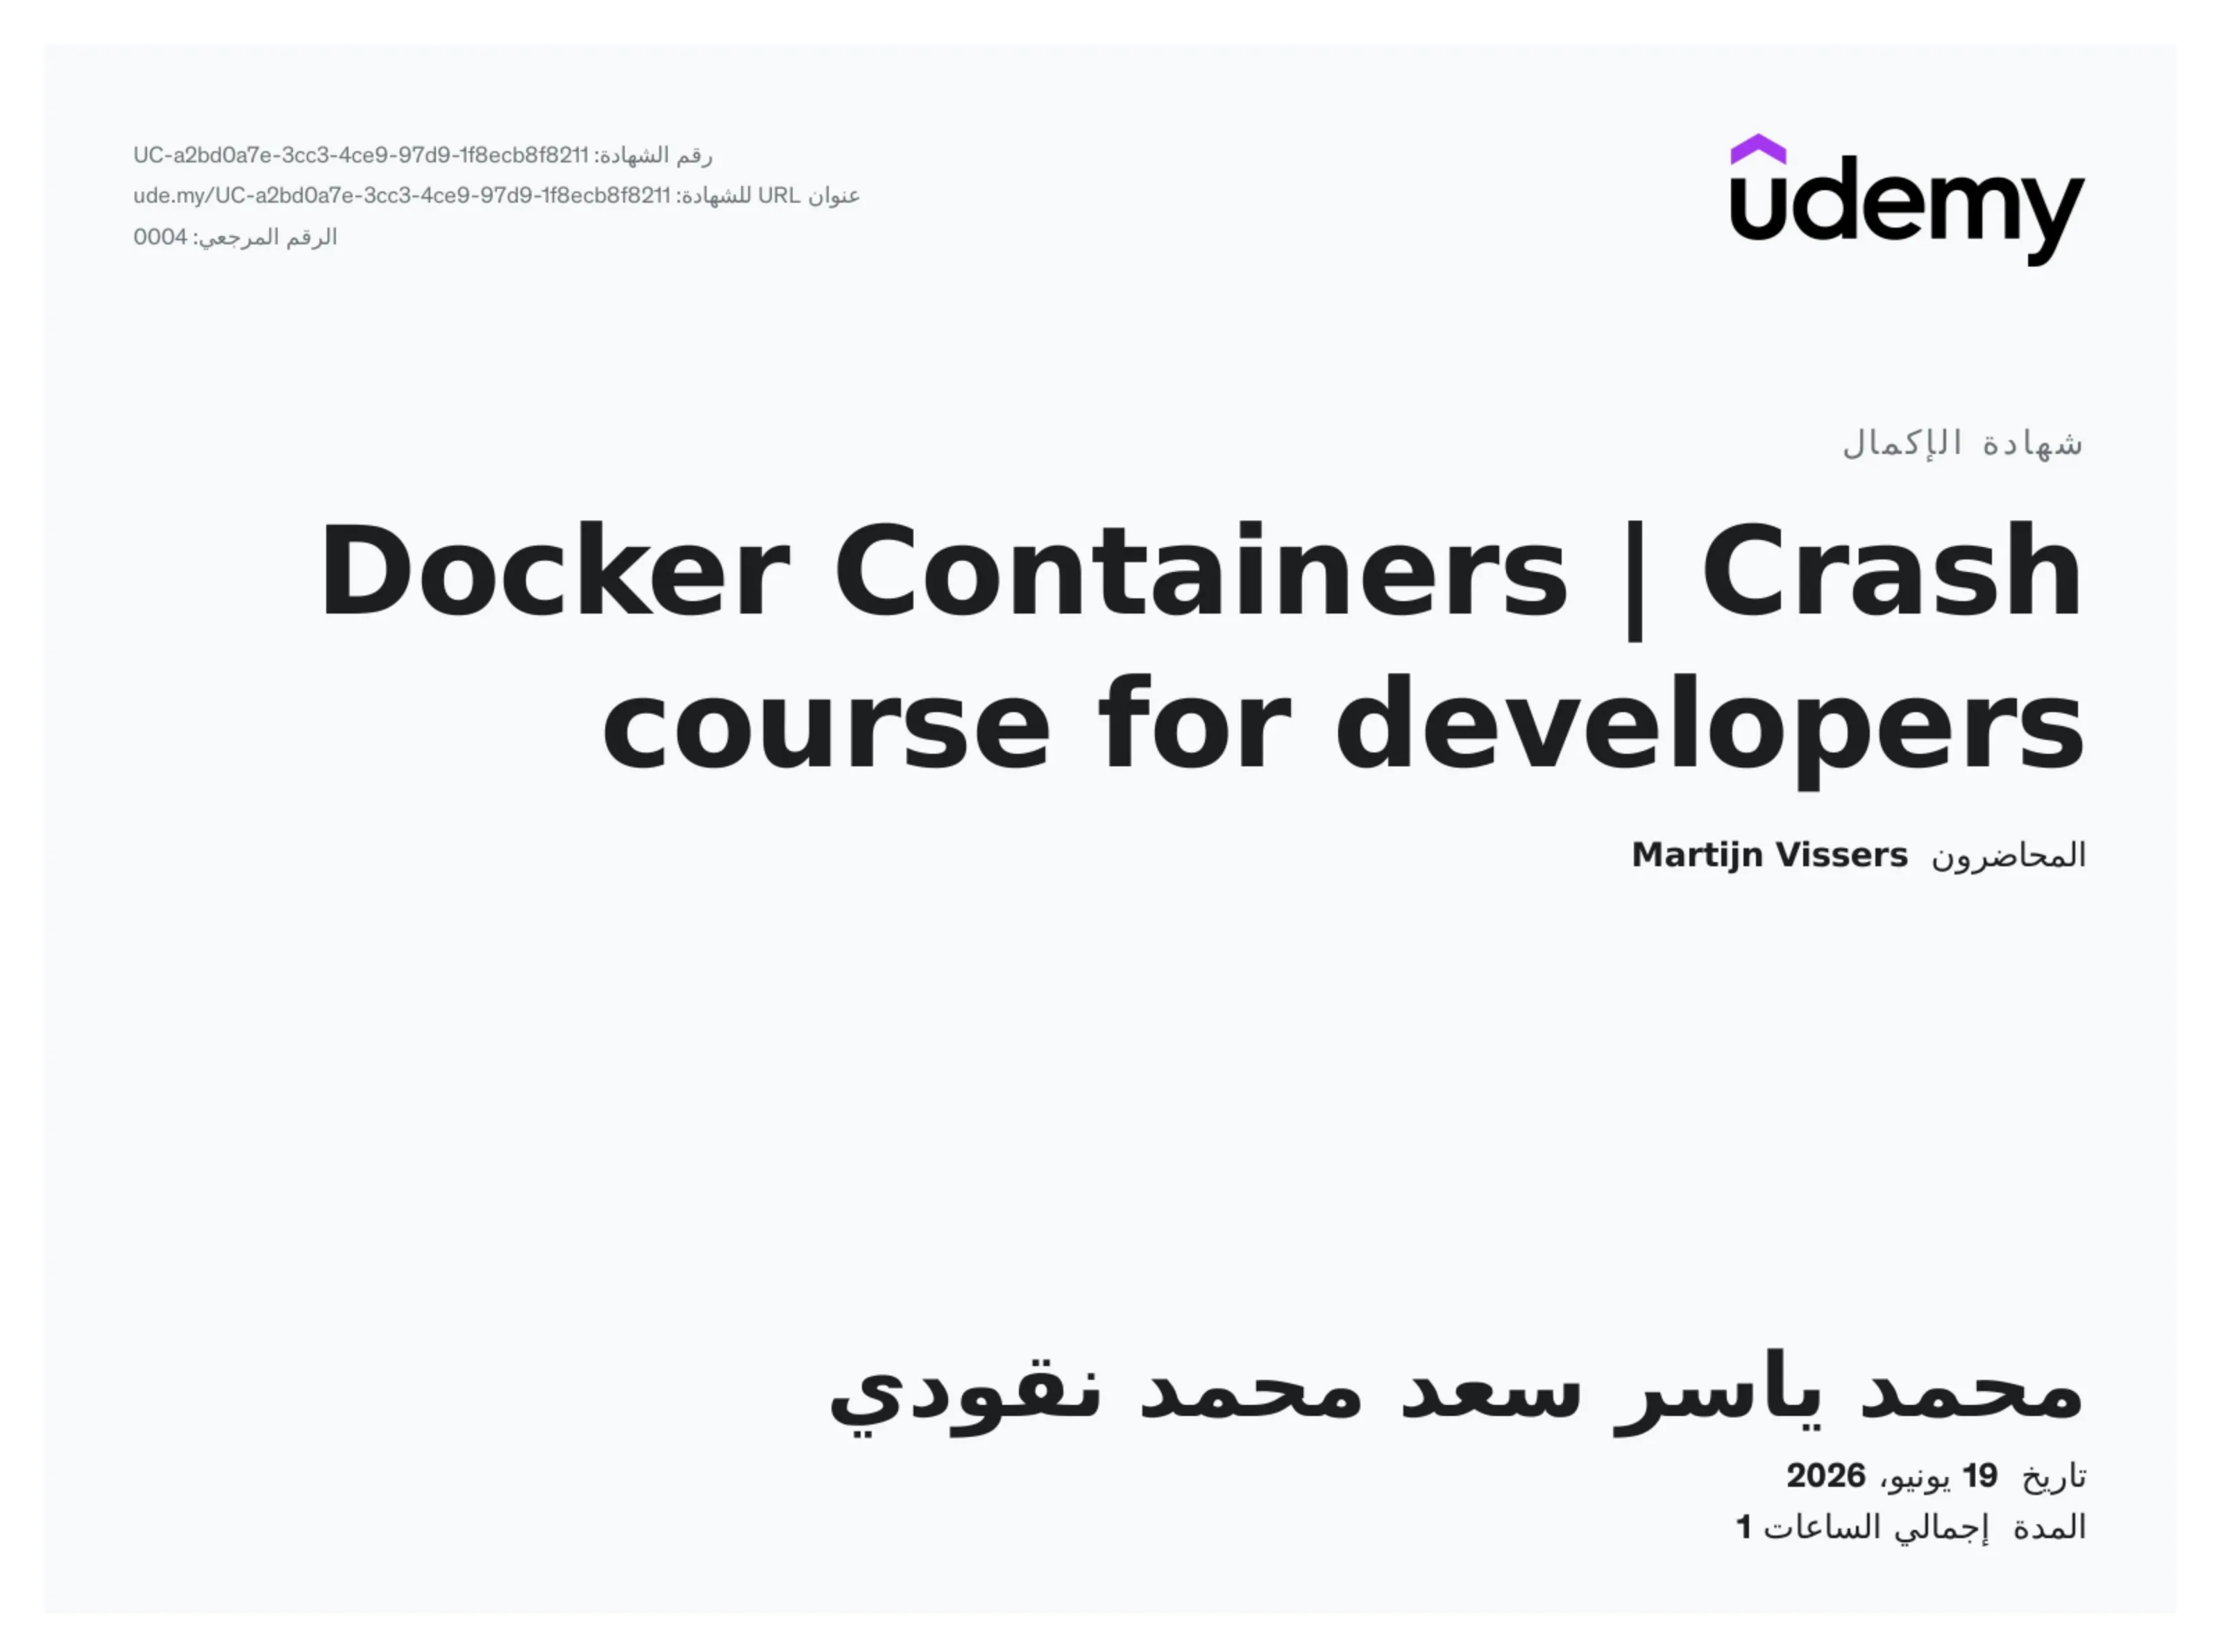 udemy
رقم الشهادة: UC-a2bd0a7e-3cc3-4ce9-97d9-1f8ecb8f8211
عنوان URL للشهادة: ude.my/UC-a2bd0a7e-3cc3-4ce9-97d9-1f8ecb8f8211
الرقم المرجعي: 0004
شهادة الإكمال
Docker Containers | Crash
course for developers
المحاضرون Martijn Vissers
محمد ياسر سعد محمد نقودي
تاريخ 19 يونيو، 2026
المدة إجمالي الساعات 1